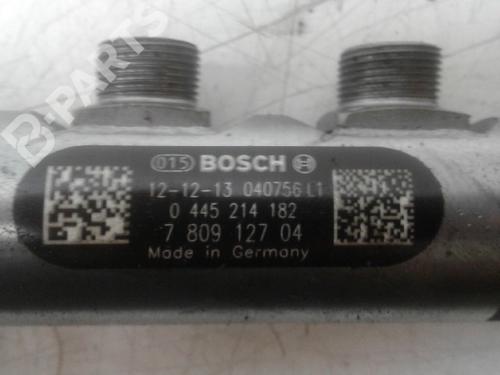 B-PARTS
015 BOSCH
12-12-13 040756 L1
0 445 214 182
7 809 127 04
Made in Germany